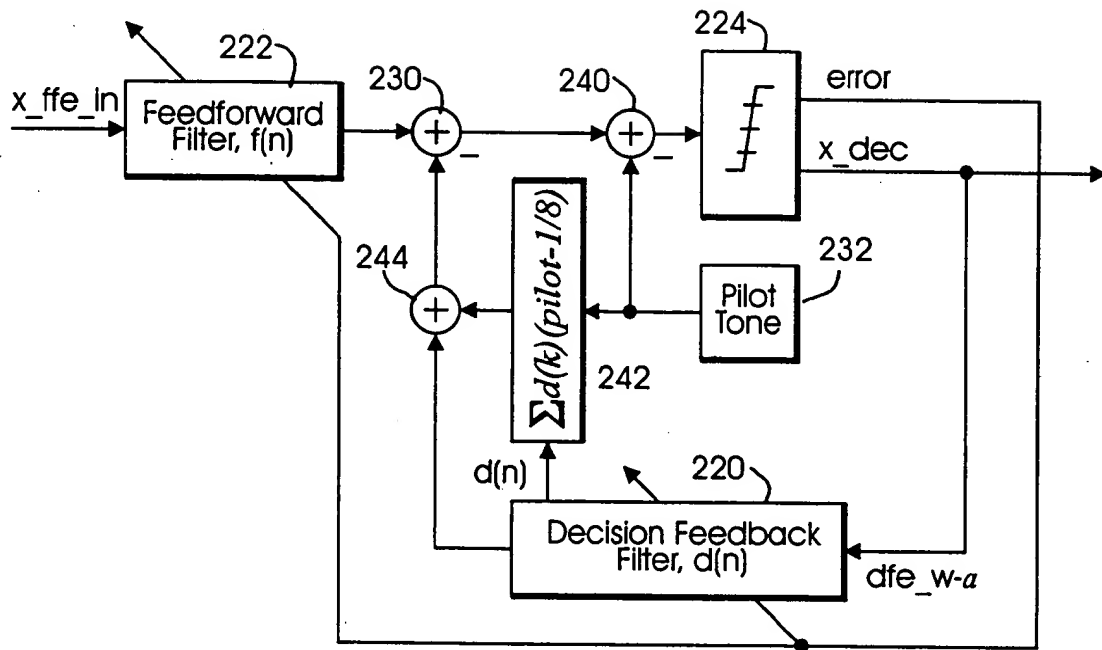 222
x_ffe_in
Feedforward
Filter, f(n)
230
+
−
240
+
−
224
error
x_dec
244
+
∑d(k)(pilot-1/8)
242
Pilot
Tone
232
d(n)
220
Decision Feedback
Filter, d(n)
dfe_w-a